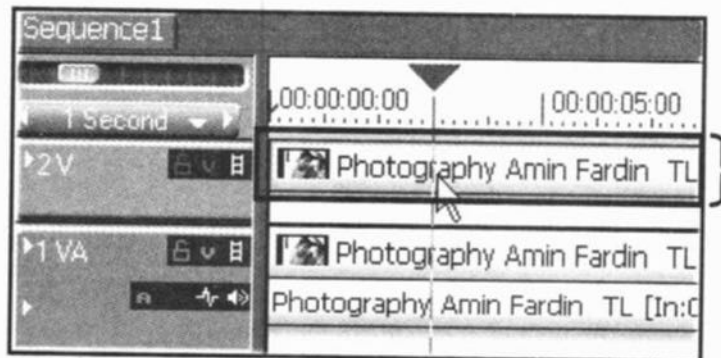 Sequence1
1 Second
00:00:00:00 00:00:05:00
2 V
Photography Amin Fardin TL
1 VA
Photography Amin Fardin TL
Photography Amin Fardin TL [In: